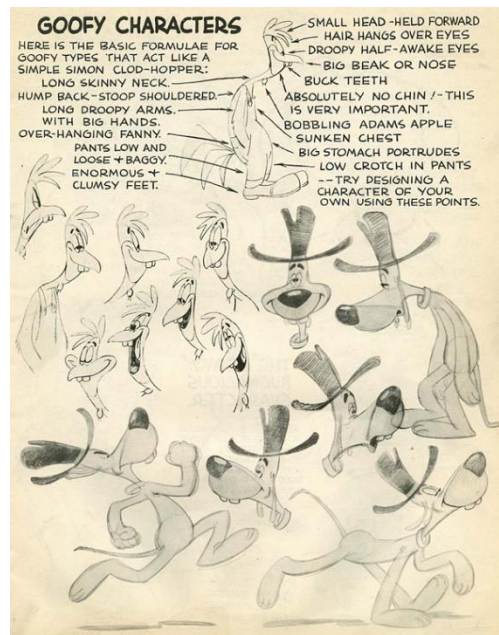 GOOFY CHARACTERS
HERE IS THE BASIC FORMULAE FOR
GOOFY TYPES THAT ACT LIKE A
SIMPLE SIMON CLOD-HOPPER:
LONG SKINNY NECK.
HUMP BACK-STOOP SHOULDERED.
LONG DROOPY ARMS.
WITH BIG HANDS.
OVER-HANGING FANNY.
PANTS LOW AND
LOOSE & BAGGY.
ENORMOUS &
CLUMSY FEET.
SMALL HEAD-HELD FORWARD
HAIR HANGS OVER EYES
DROOPY HALF-AWAKE EYES
BIG BEAK OR NOSE
BUCK TEETH
ABSOLUTELY NO CHIN!-THIS
IS VERY IMPORTANT.
BOBBLING ADAMS APPLE
SUNKEN CHEST
BIG STOMACH PORTRUDES
LOW CROTCH IN PANTS
--TRY DESIGNING A
CHARACTER OF YOUR
OWN USING THESE POINTS.